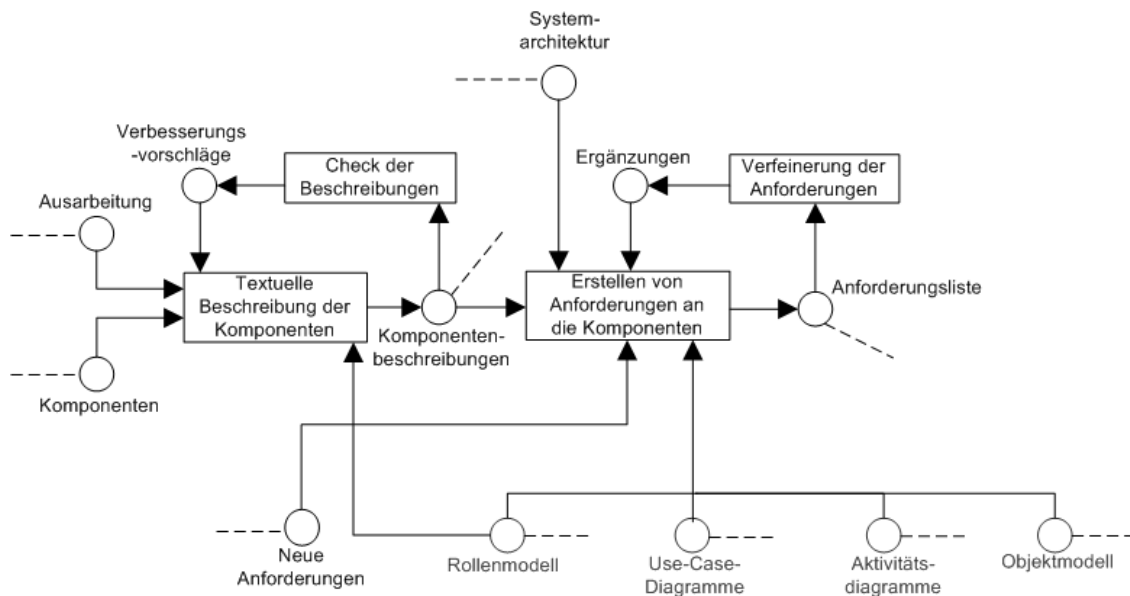 System-
architektur
Verbesserungs
-vorschläge
Check der
Beschreibungen
Ergänzungen
Verfeinerung der
Anforderungen
Ausarbeitung
Textuelle
Beschreibung der
Komponenten
Erstellen von
Anforderungen an
die Komponenten
Anforderungsliste
Komponenten-
beschreibungen
Komponenten
Neue
Anforderungen
Rollenmodell
Use-Case-
Diagramme
Aktivitäts-
diagramme
Objektmodell